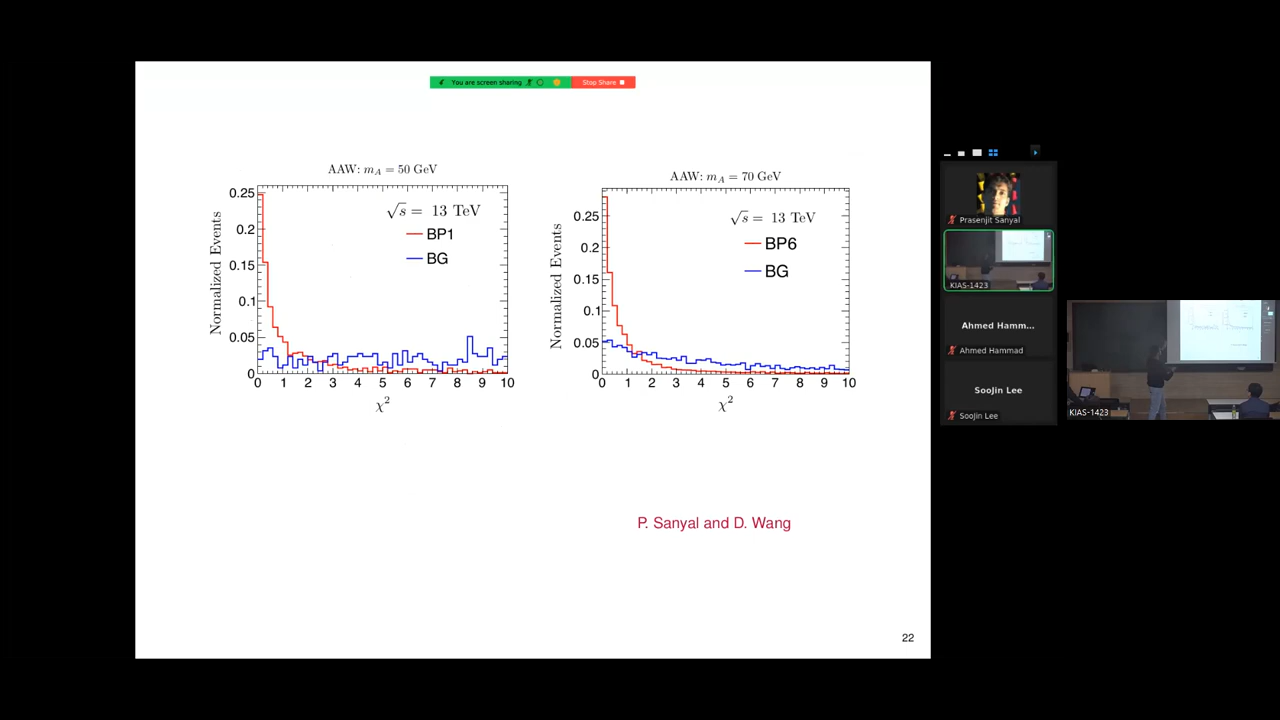 You are screen sharing
Stop Share
AAW: m_A = 50 GeV
√s = 13 TeV
BP1
BG
Normalized Events
0.25
0.2
0.15
0.1
0.05
0
0 1 2 3 4 5 6 7 8 9 10
χ²
AAW: m_A = 70 GeV
√s = 13 TeV
BP6
BG
Normalized Events
0.25
0.2
0.15
0.1
0.05
0
0 1 2 3 4 5 6 7 8 9 10
χ²
P. Sanyal and D. Wang
22
Prasenjit Sanyal
KIAS-1423
Ahmed Hamm...
Ahmed Hammad
SooJin Lee
SooJin Lee
KIAS-1423